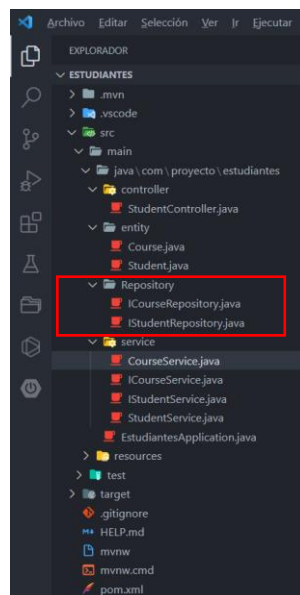 Archivo Editar Selección Ver Ir Ejecutar
EXPLORADOR
ESTUDIANTES
.mvn
.vscode
src
main
java\com\proyecto\estudiantes
controller
StudentController.java
entity
Course.java
Student.java
Repository
ICourseRepository.java
IStudentRepository.java
service
CourseService.java
ICourseService.java
IStudentService.java
StudentService.java
EstudiantesApplication.java
resources
test
target
.gitignore
HELP.md
mvnw
mvnw.cmd
pom.xml